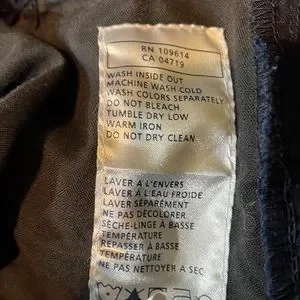 RN 109614
CA 04719
WASH INSIDE OUT
MACHINE WASH COLD
WASH COLORS SEPARATELY
DO NOT BLEACH
TUMBLE DRY LOW
WARM IRON
DO NOT DRY CLEAN
LAVER À L'ENVERS
LAVER À L'EAU FROIDE
LAVER SÉPARÉMENT
NE PAS DÉCOLORER
SÈCHE-LINGE À BASSE
TEMPÉRATURE
REPASSER À BASSE
TEMPÉRATURE
NE PAS NETTOYER A SEC